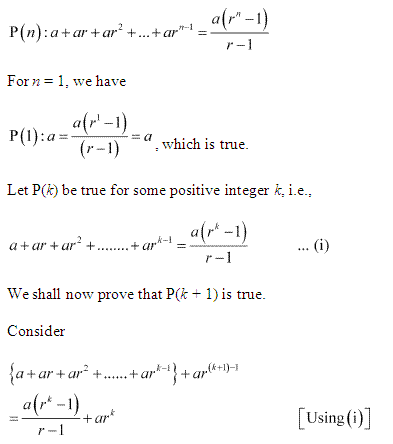 P(n): a + ar + ar² + ... + arⁿ⁻¹ = a(rⁿ − 1) / r − 1
For n = 1, we have
P(1): a = a(r¹ − 1) / (r − 1) = a, which is true.
Let P(k) be true for some positive integer k, i.e.,
a + ar + ar² + ........ + arᵏ⁻¹ = a(rᵏ − 1) / r − 1 ... (i)
We shall now prove that P(k + 1) is true.
Consider
{a + ar + ar² + ...... + arᵏ⁻¹} + ar⁽ᵏ⁺¹⁾⁻¹
= a(rᵏ − 1) / r − 1 + arᵏ [Using(i)]